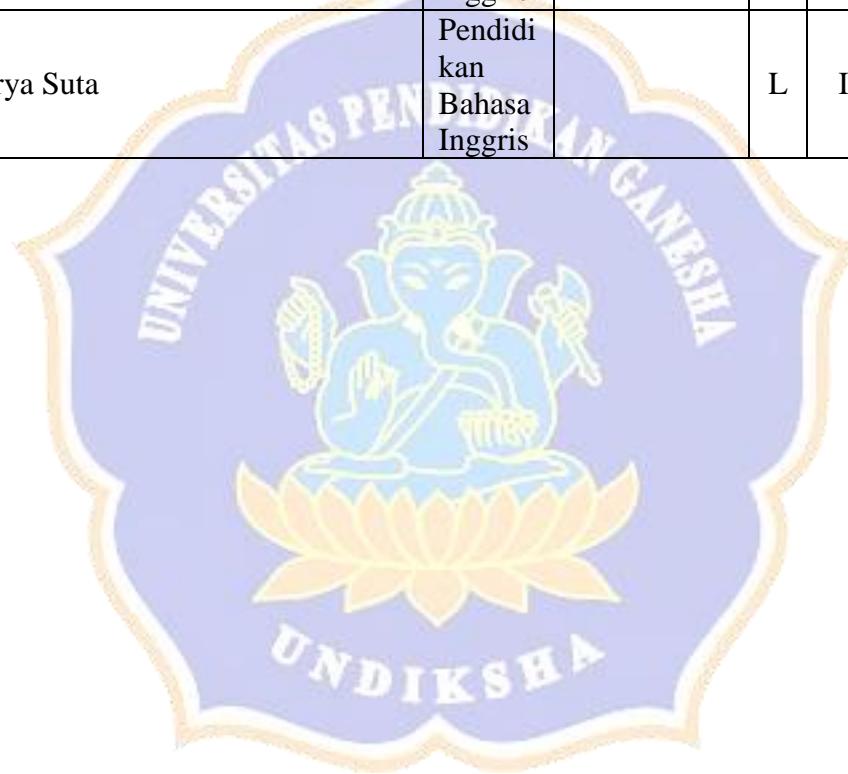 Pendidi
kan
rya Suta L I
Bahasa
Inggris
UNIVERSITAS PENDIDIKAN GANESHA
UNDIKSHA